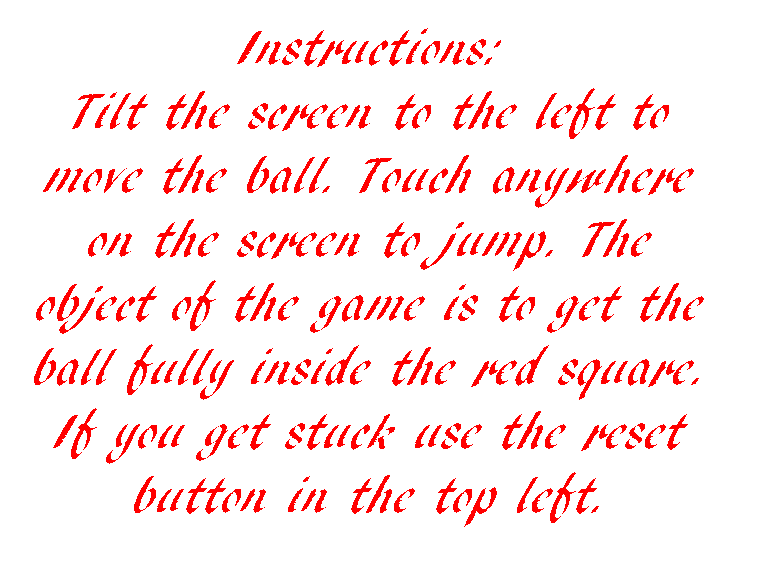 Instructions:
Tilt the screen to the left to
move the ball. Touch anywhere
on the screen to jump. The
object of the game is to get the
ball fully inside the red square.
If you get stuck use the reset
button in the top left.